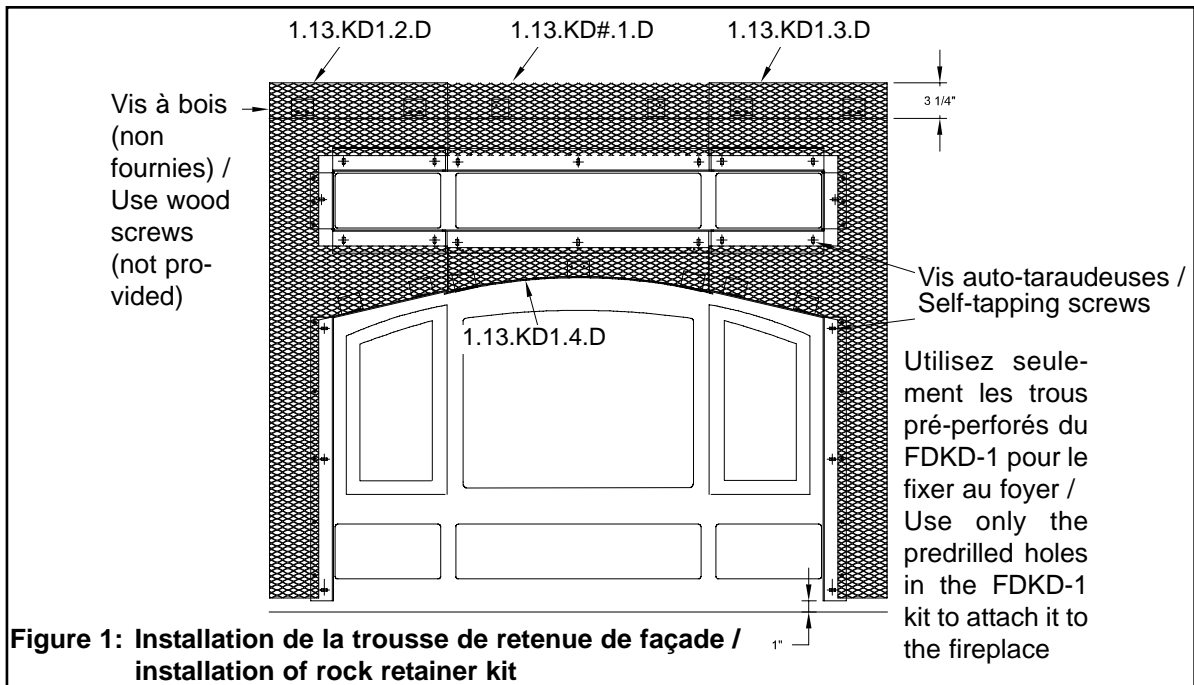 1.13.KD1.2.D
1.13.KD#.1.D
1.13.KD1.3.D
3 1/4"
Vis à bois
(non
fournies) /
Use wood
screws
(not pro-
vided)
Vis auto-taraudeuses /
Self-tapping screws
1.13.KD1.4.D
Utilisez seule-
ment les trous
pré-perforés du
FDKD-1 pour le
fixer au foyer /
Use only the
predrilled holes
in the FDKD-1
kit to attach it to
the fireplace
1"
Figure 1: Installation de la trousse de retenue de façade /
installation of rock retainer kit